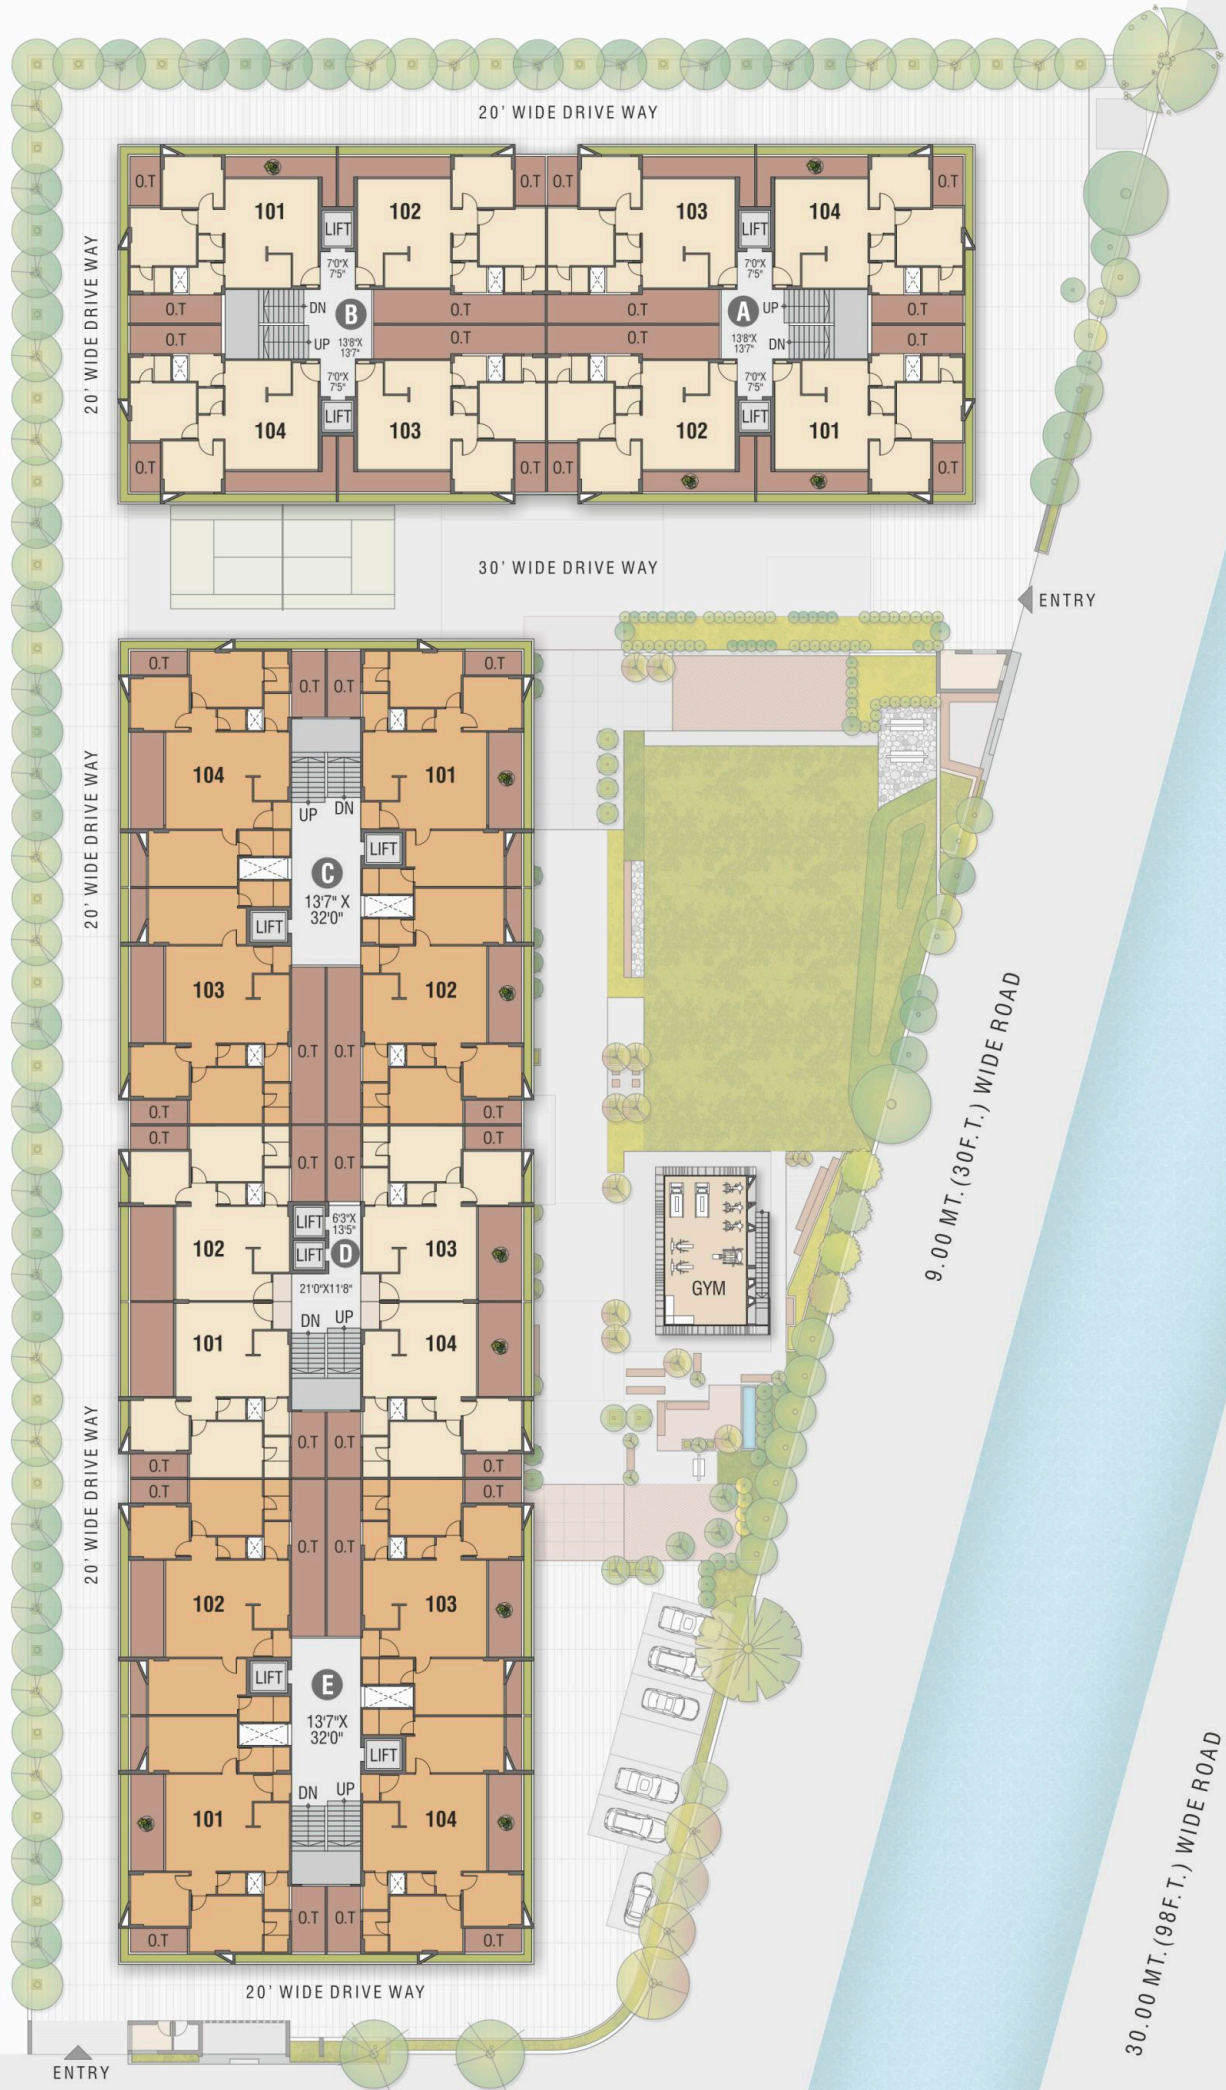 20' WIDE DRIVE WAY
O.T
O.T
O.T
O.T
101
102
103
104
LIFT
LIFT
20' WIDE DRIVE WAY
7'0"X
7'5"
7'0"X
7'5"
O.T
DN
B
O.T
O.T
A
UP
O.T
O.T
UP
13'8"X
13'7"
O.T
O.T
13'8"X
13'7"
DN
O.T
7'0"X
7'5"
7'0"X
7'5"
LIFT
LIFT
104
103
102
101
O.T
O.T
O.T
O.T
30' WIDE DRIVE WAY
ENTRY
O.T
O.T
O.T
O.T
20' WIDE DRIVE WAY
104
101
UP
DN
LIFT
C
13'7" X
32'0"
LIFT
103
102
O.T
O.T
O.T
O.T
O.T
O.T
O.T
O.T
LIFT
6'3"X
13'5"
102
LIFT
D
103
21'0"X11'8"
DN
UP
101
104
GYM
9.00 MT.(30F.T.) WIDE ROAD
20' WIDE DRIVE WAY
O.T
O.T
O.T
O.T
O.T
O.T
O.T
O.T
102
103
LIFT
E
13'7"X
32'0"
LIFT
DN
UP
101
104
O.T
O.T
O.T
O.T
30.00 MT.(98F.T.) WIDE ROAD
20' WIDE DRIVE WAY
ENTRY